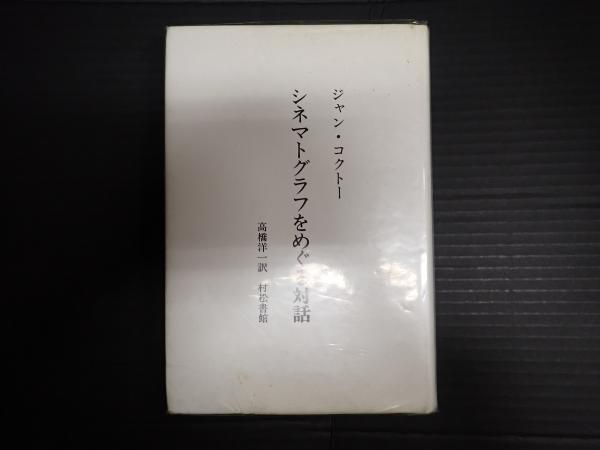 ジャン・コクトー
シネマトグラフをめぐる対話
高橋洋一訳 村松書館